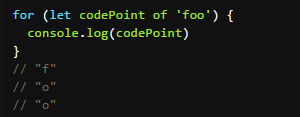 for (let codePoint of 'foo') {
  console.log(codePoint)
}
// "f"
// "o"
// "o"